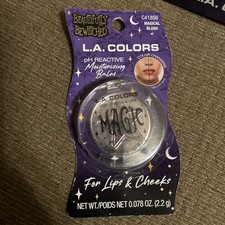 BEAUTIFULLY
BEWITCHED
C41856
MAGICAL
BLUSH
L.A. COLORS
pH REACTIVE
Moisturizing
Balm
L.A. COLORS
MAGIC
For Lips & Cheeks
NET WT./POIDS NET 0.078 OZ. (2.2 g)